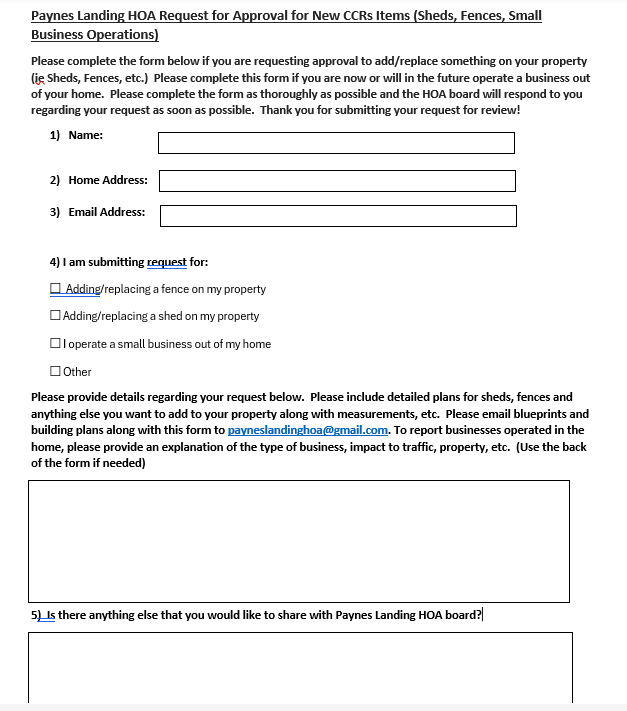 Paynes Landing HOA Request for Approval for New CCRs Items (Sheds, Fences, Small
Business Operations)
Please complete the form below if you are requesting approval to add/replace something on your property
(ie Sheds, Fences, etc.)  Please complete this form if you are now or will in the future operate a business out
of your home.  Please complete the form as thoroughly as possible and the HOA board will respond to you
regarding your request as soon as possible.  Thank you for submitting your request for review!
1) Name:
2) Home Address:
3) Email Address:
4) I am submitting request for:
☐ Adding/replacing a fence on my property
☐ Adding/replacing a shed on my property
☐ I operate a small business out of my home
☐ Other
Please provide details regarding your request below.  Please include detailed plans for sheds, fences and
anything else you want to add to your property along with measurements, etc.  Please email blueprints and
building plans along with this form to payneslandinghoa@gmail.com. To report businesses operated in the
home, please provide an explanation of the type of business, impact to traffic, property, etc.  (Use the back
of the form if needed)
5) Is there anything else that you would like to share with Paynes Landing HOA board?